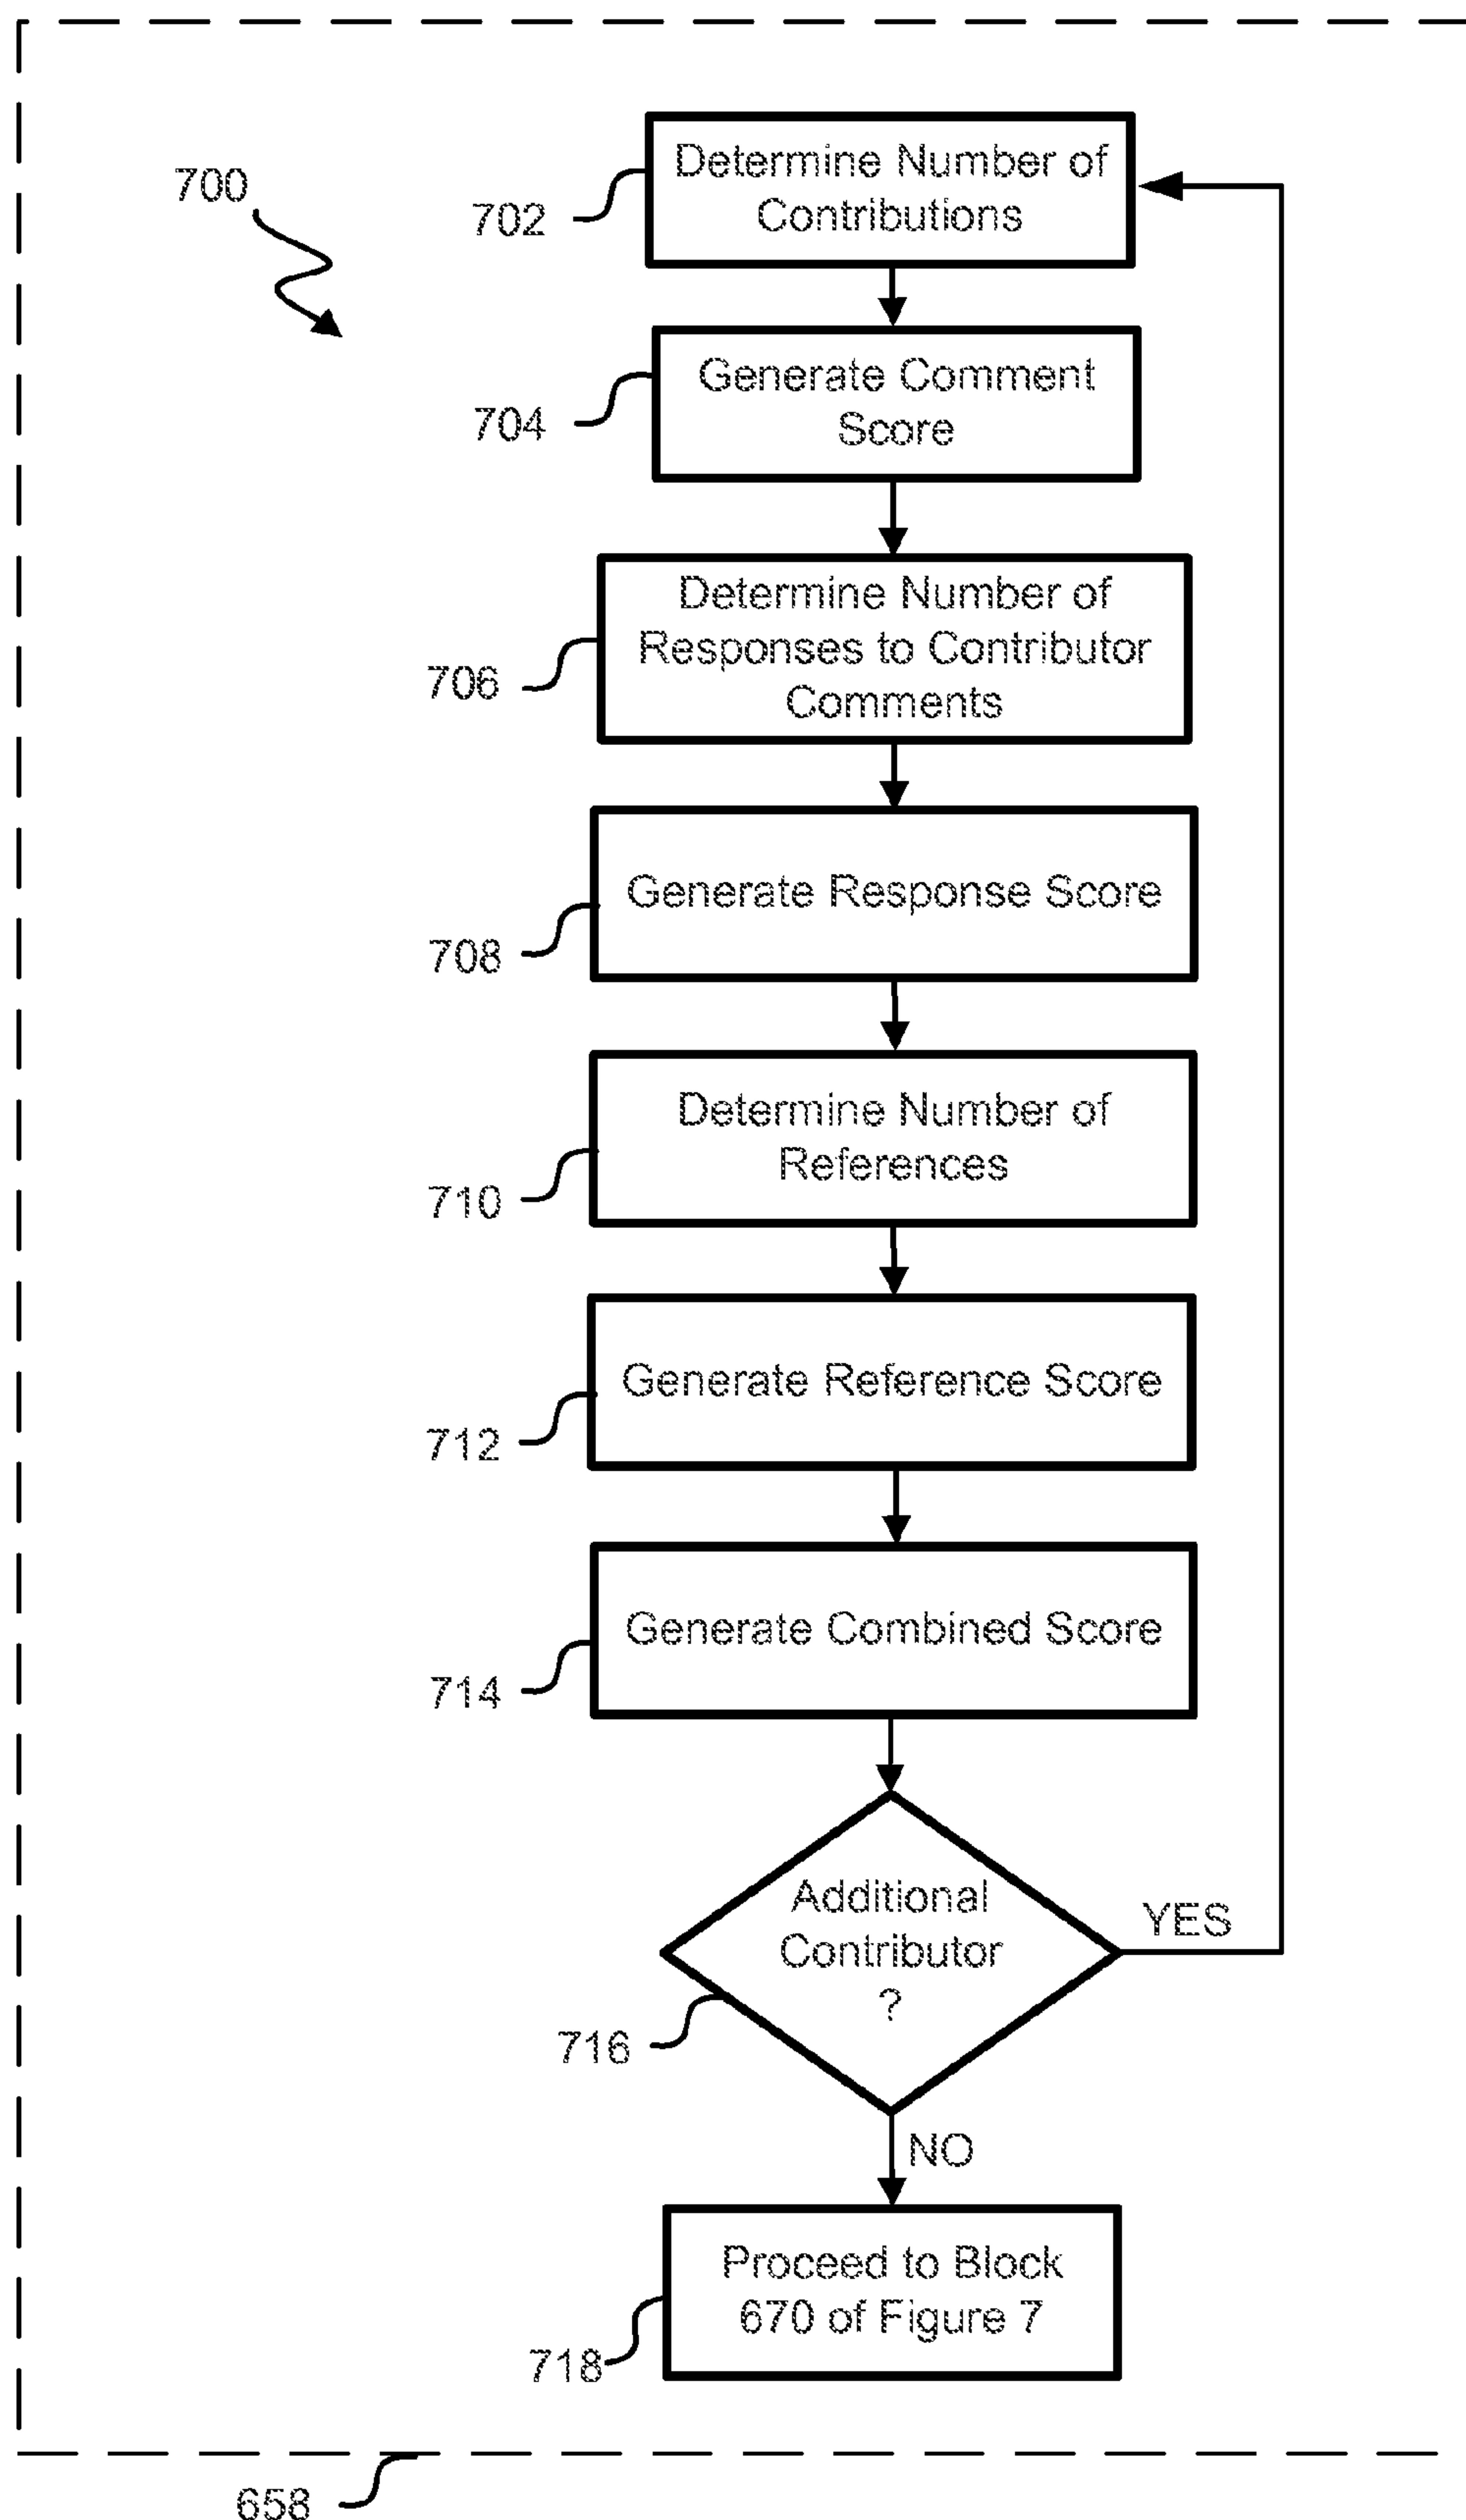 700
702
Determine Number of
Contributions
704
Generate Comment
Score
706
Determine Number of
Responses to Contributor
Comments
708
Generate Response Score
710
Determine Number of
References
712
Generate Reference Score
714
Generate Combined Score
716
Additional
Contributor
?
YES
NO
718
Proceed to Block
670 of Figure 7
658